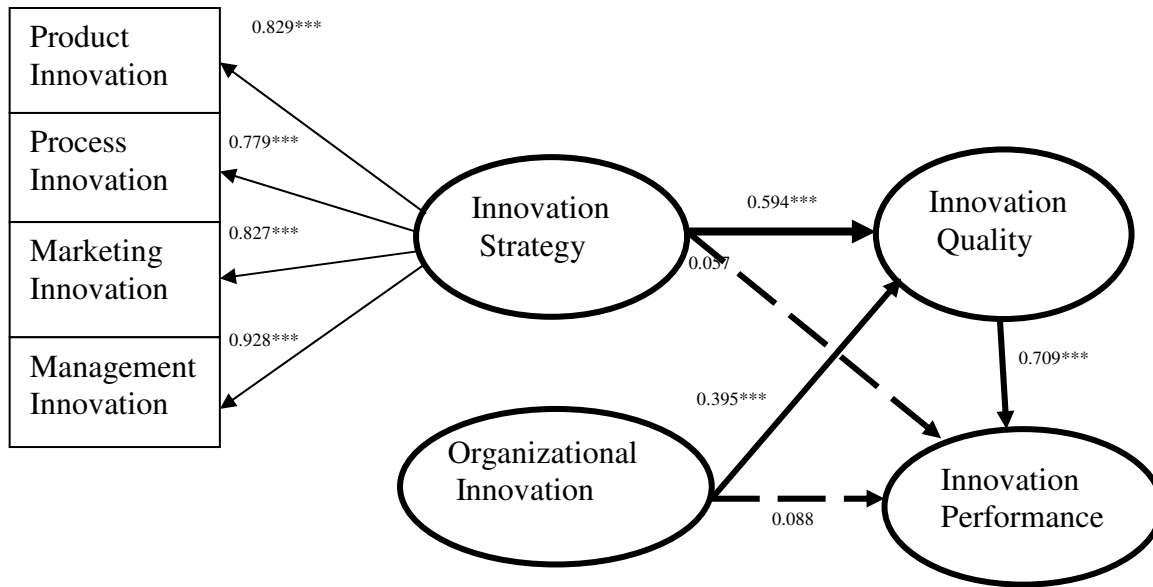 Product
Innovation
0.829***
Process
Innovation
0.779***
Marketing
Innovation
0.827***
Management
Innovation
0.928***
Innovation
Strategy
0.594***
0.057
Innovation
Quality
0.709***
0.395***
Organizational
Innovation
0.088
Innovation
Performance